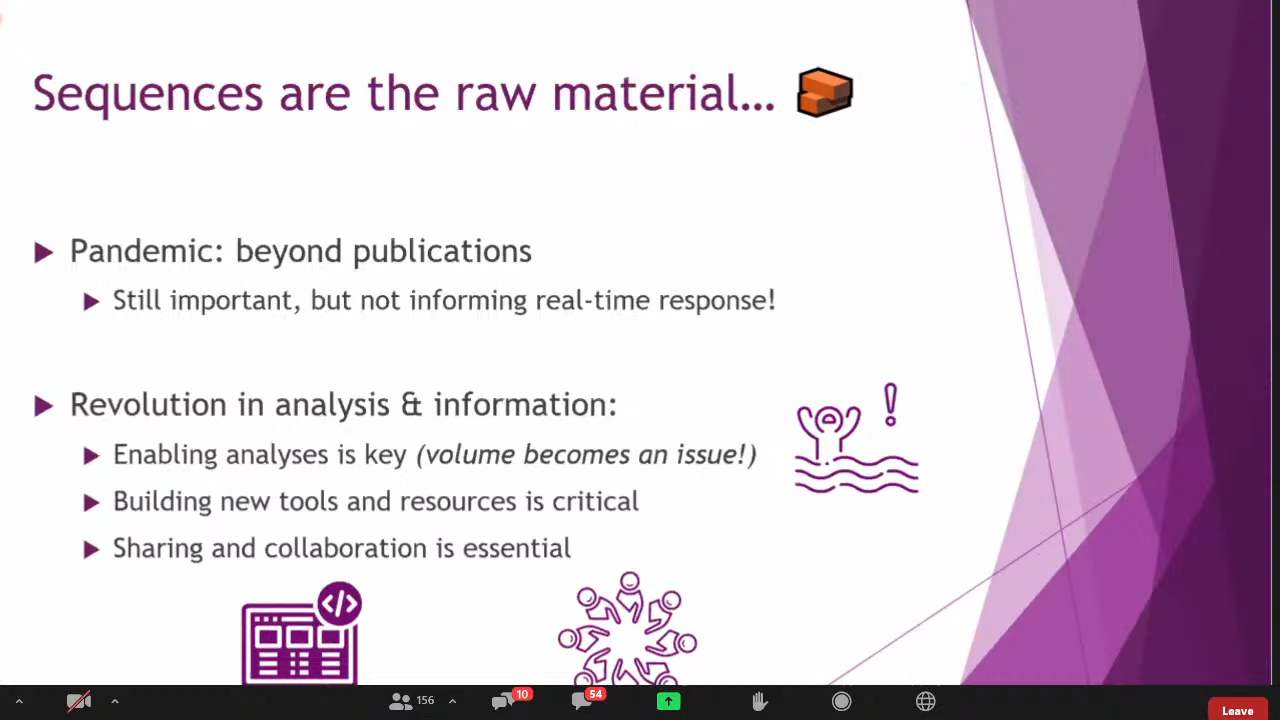 Sequences are the raw material...
Pandemic: beyond publications
Still important, but not informing real-time response!
Revolution in analysis & information:
Enabling analyses is key (volume becomes an issue!)
Building new tools and resources is critical
Sharing and collaboration is essential
!
</>
156
10
54
Leave